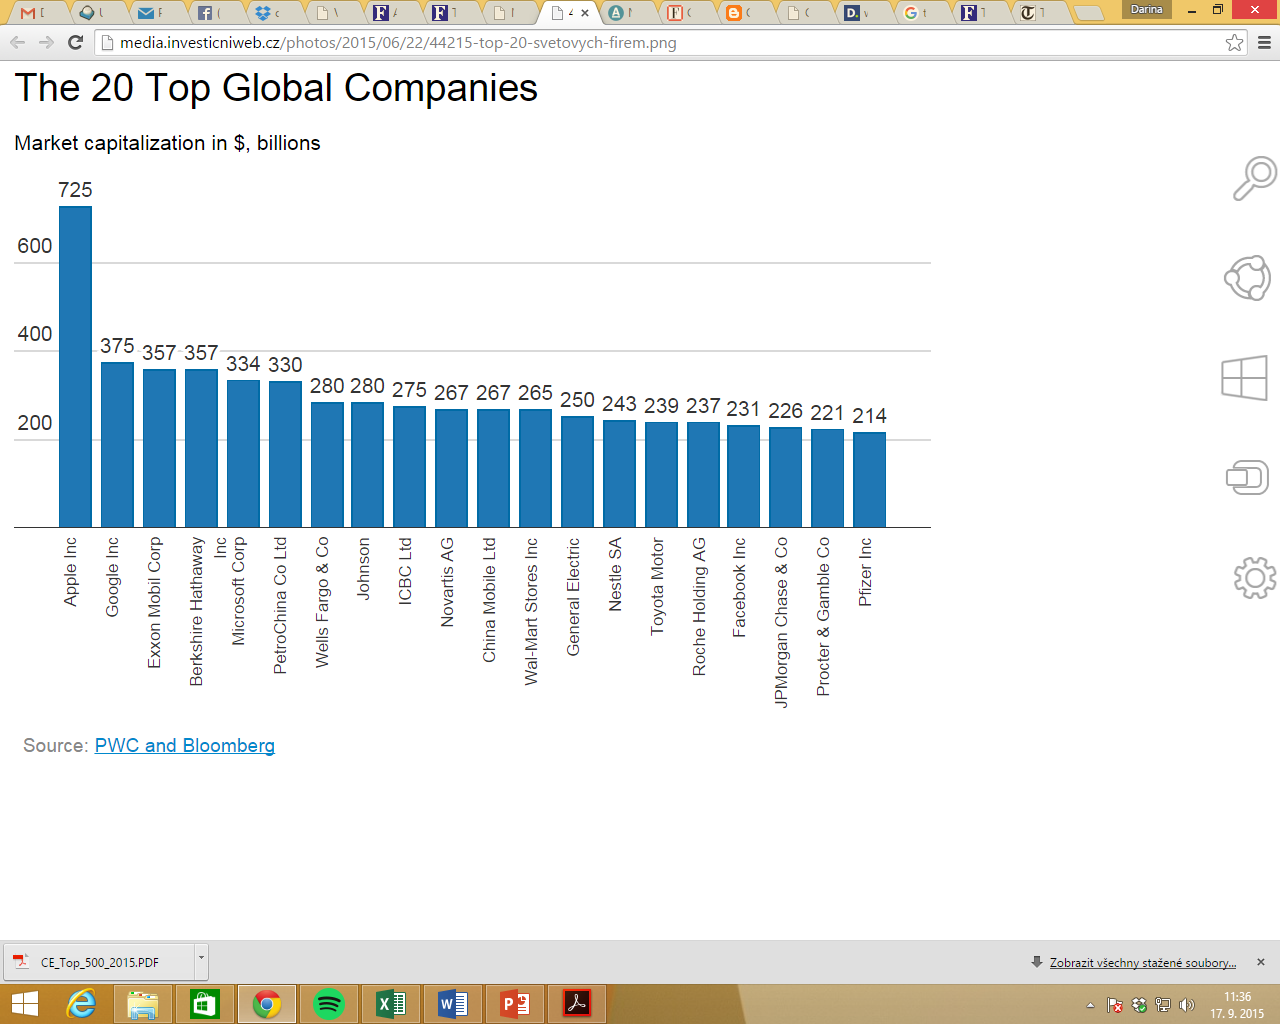 Darina
media.investicniweb.cz/photos/2015/06/22/44215-top-20-svetovych-firem.png
The 20 Top Global Companies
Market capitalization in $, billions
725
600
400
375 357 357 334 330
280 280 275 267 267 265 250 243 239 237 231 226 221 214
200
Apple Inc
Google Inc
Exxon Mobil Corp
Berkshire Hathaway
Inc
Microsoft Corp
PetroChina Co Ltd
Wells Fargo & Co
Johnson
ICBC Ltd
Novartis AG
China Mobile Ltd
Wal-Mart Stores Inc
General Electric
Nestle SA
Toyota Motor
Roche Holding AG
Facebook Inc
JPMorgan Chase & Co
Procter & Gamble Co
Pfizer Inc
Source: PWC and Bloomberg
CE_Top_500_2015.PDF
Zobrazit všechny stažené soubory...
11:36
17. 9. 2015